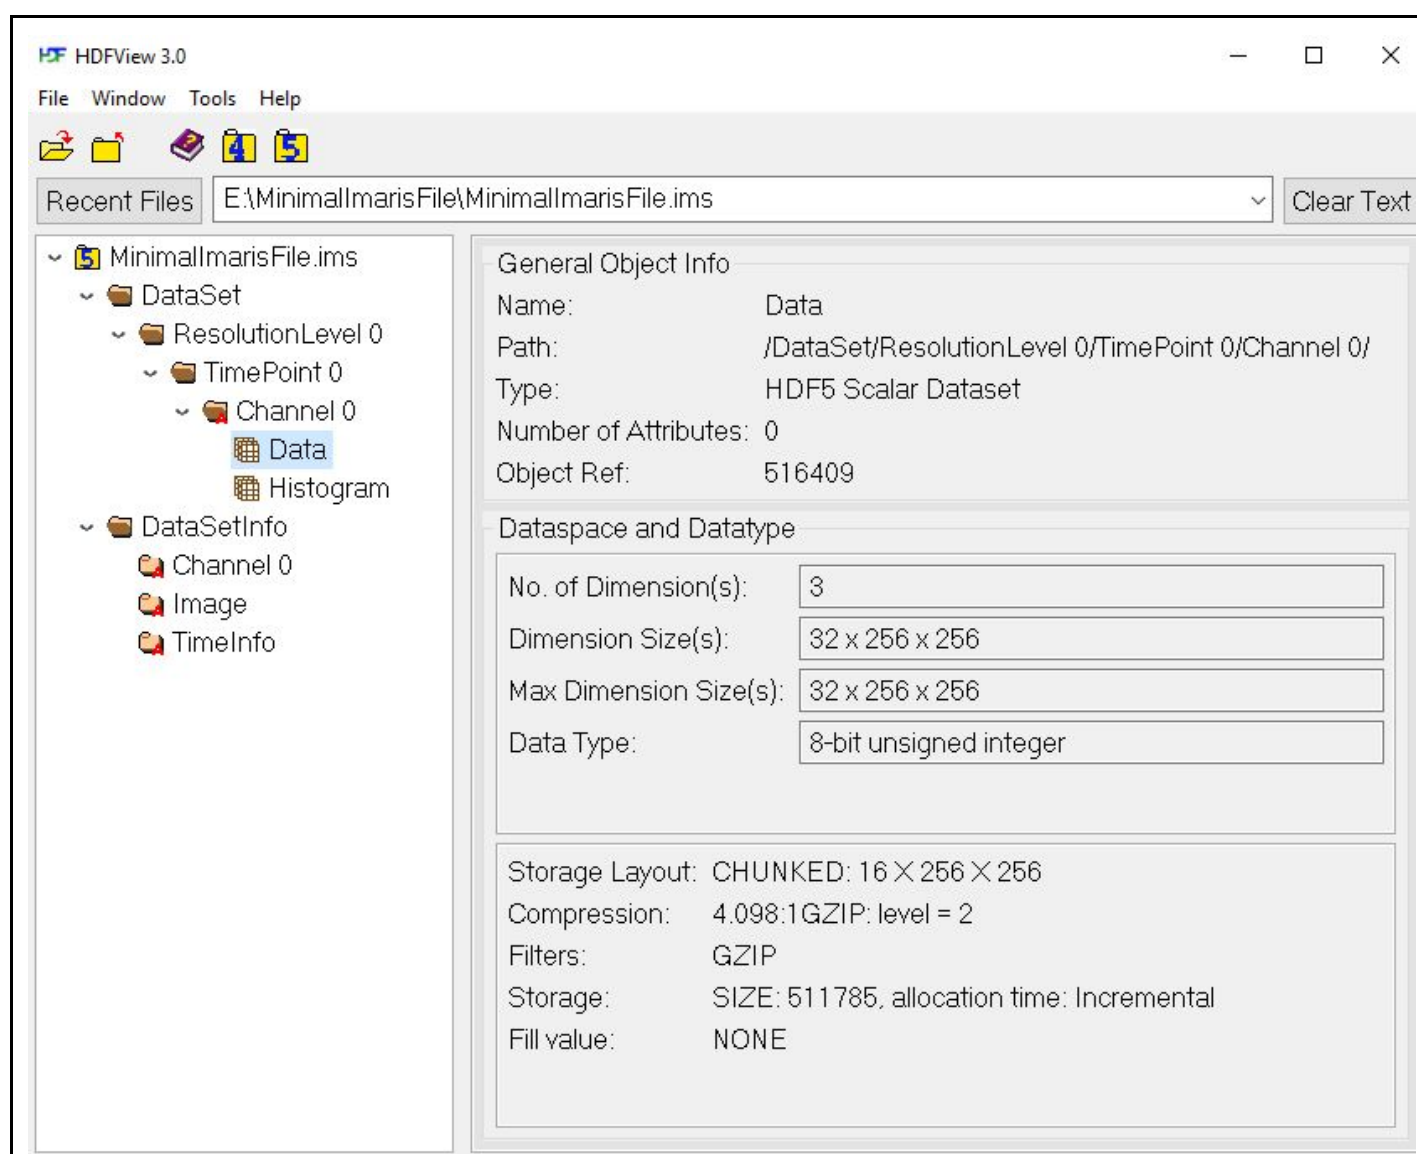 HDF HDFView 3.0
File Window Tools Help
4 5
Recent Files E:\MinimalImarisFile\MinimalImarisFile.ims Clear Text
5 MinimalImarisFile.ims
DataSet
ResolutionLevel 0
TimePoint 0
Channel 0
Data
Histogram
DataSetInfo
Channel 0
Image
TimeInfo
General Object Info
Name: Data
Path: /DataSet/ResolutionLevel 0/TimePoint 0/Channel 0/
Type: HDF5 Scalar Dataset
Number of Attributes: 0
Object Ref: 516409
Dataspace and Datatype
No. of Dimension(s): 3
Dimension Size(s): 32 x 256 x 256
Max Dimension Size(s): 32 x 256 x 256
Data Type: 8-bit unsigned integer
Storage Layout: CHUNKED: 16 X 256 X 256
Compression: 4.098:1GZIP: level = 2
Filters: GZIP
Storage: SIZE: 511785, allocation time: Incremental
Fill value: NONE